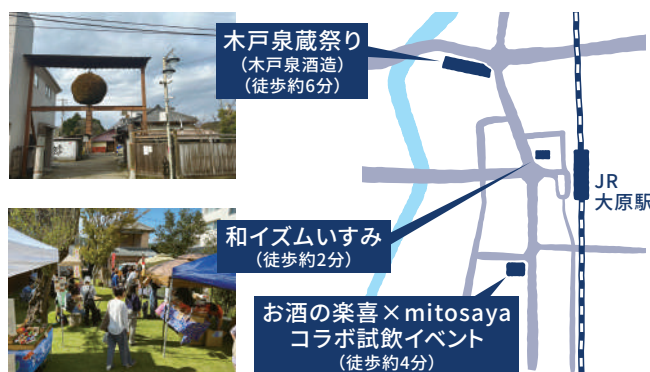 木戸泉蔵祭り
（木戸泉酒造）
（徒歩約6分）
JR
大原駅
和イズムいすみ
（徒歩約2分）
お酒の楽喜×mitosaya
コラボ試飲イベント
（徒歩約4分）